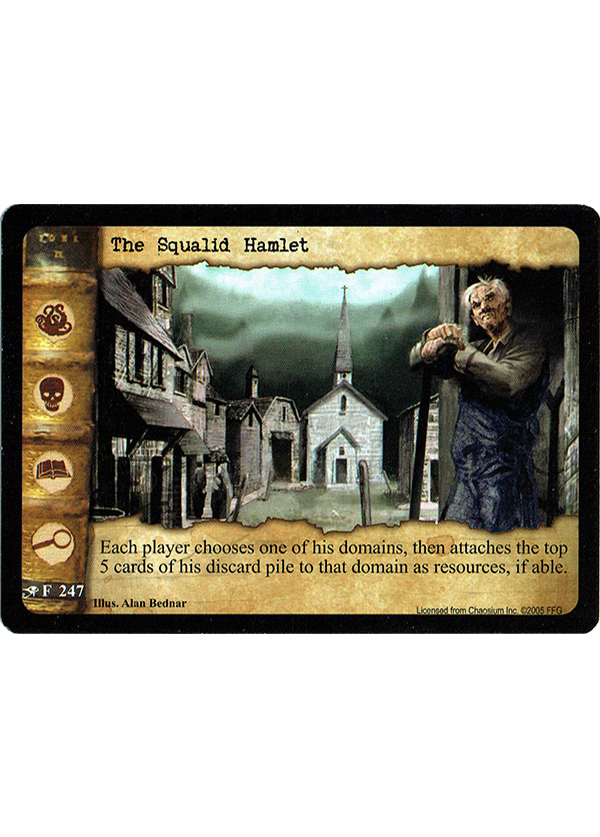 The Squalid Hamlet
Each player chooses one of his domains, then attaches the top
5 cards of his discard pile to that domain as resources, if able.
F 247
Illus. Alan Bednar
Licensed from Chaosium Inc. ©2005 FFG